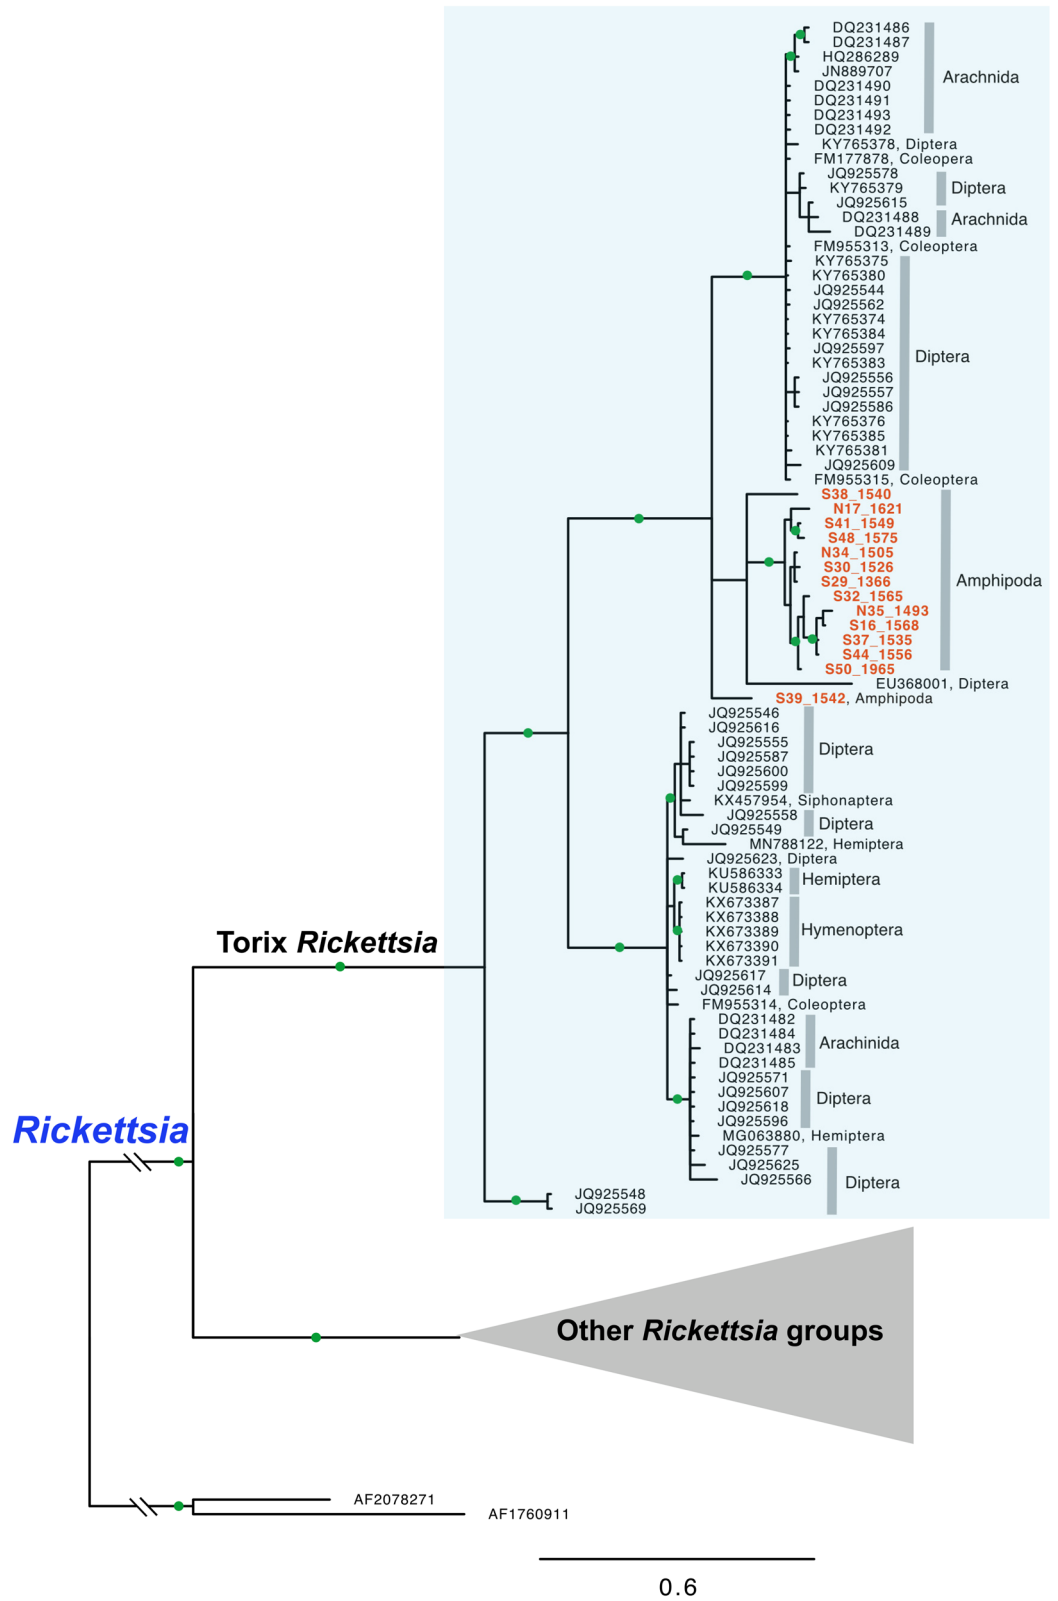 DQ231486
DQ231487
HQ286289
JN889707
Arachnida
DQ231490
DQ231491
DQ231493
DQ231492
KY765378, Diptera
FM177878, Coleopera
JQ925578
KY765379
Diptera
JQ925615
DQ231488
Arachnida
DQ231489
FM955313, Coleoptera
KY765375
KY765380
JQ925544
JQ925562
KY765374
KY765384
JQ925597
Diptera
KY765383
JQ925556
JQ925557
JQ925586
KY765376
KY765385
KY765381
JQ925609
FM955315, Coleoptera
S38_1540
N17_1621
S41_1549
S48_1575
N34_1505
S30_1526
S29_1366
Amphipoda
S32_1565
N35_1493
S16_1568
S37_1535
S44_1556
S50_1965
EU368001, Diptera
S39_1542, Amphipoda
JQ925546
JQ925616
JQ925555
Diptera
JQ925587
JQ925600
JQ925599
KX457954, Siphonaptera
JQ925558
Diptera
JQ925549
MN788122, Hemiptera
JQ925623, Diptera
KU586333
Hemiptera
KU586334
KX673387
KX673388
KX673389
Hymenoptera
KX673390
KX673391
JQ925617
Diptera
JQ925614
FM955314, Coleoptera
DQ231482
DQ231484
DQ231483
Arachinida
DQ231485
JQ925571
JQ925607
Diptera
JQ925618
JQ925596
MG063880, Hemiptera
JQ925577
JQ925625
JQ925566
Diptera
JQ925548
JQ925569
Torix Rickettsia
Rickettsia
Other Rickettsia groups
AF2078271
AF1760911
0.6